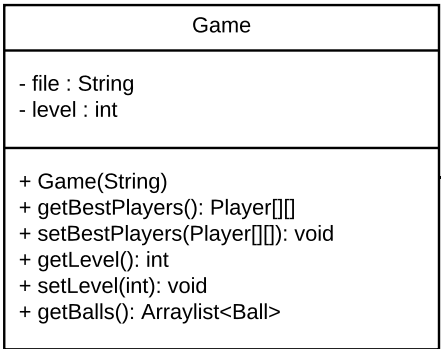 Game
- file : String
- level : int
+ Game(String)
+ getBestPlayers(): Player[][]
+ setBestPlayers(Player[][]): void
+ getLevel(): int
+ setLevel(int): void
+ getBalls(): Arraylist<Ball>